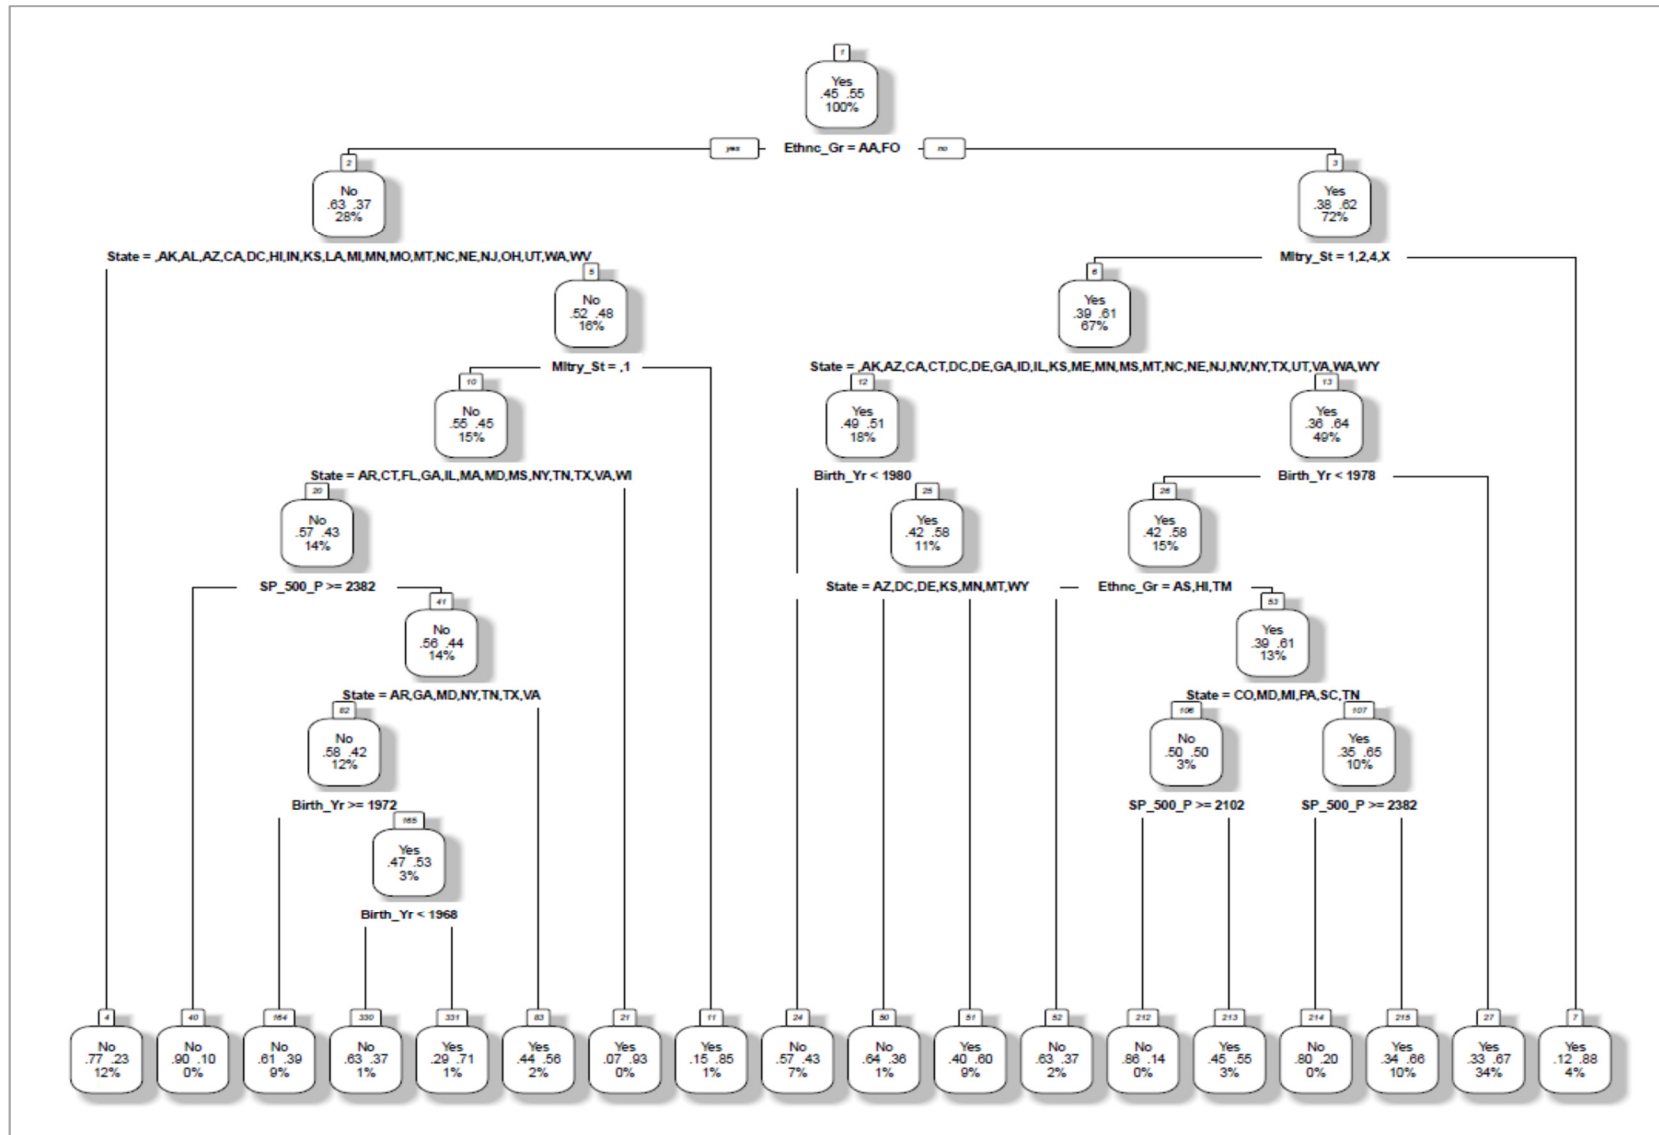 1
Yes
.45 .55
100%
yes Ethnc_Gr = AA,FO no
2
No
.63 .37
28%
3
Yes
.38 .62
72%
State = ,AK,AL,AZ,CA,DC,HI,IN,KS,LA,MI,MN,MO,MT,NC,NE,NJ,OH,UT,WA,WV
Mltry_St = 1,2,4,X
5
No
.52 .48
16%
6
Yes
.39 .61
67%
Mltry_St = ,1
State = ,AK,AZ,CA,CT,DC,DE,GA,ID,IL,KS,ME,MN,MS,MT,NC,NE,NJ,NV,NY,TX,UT,VA,WA,WY
10
No
.55 .45
15%
12
Yes
.49 .51
18%
13
Yes
.36 .64
49%
State = AR,CT,FL,GA,IL,MA,MD,MS,NY,TN,TX,VA,WI
Birth_Yr < 1980
Birth_Yr < 1978
20
No
.57 .43
14%
25
Yes
.42 .58
11%
26
Yes
.42 .58
15%
SP_500_P >= 2382
State = AZ,DC,DE,KS,MN,MT,WY
Ethnc_Gr = AS,HI,TM
41
No
.56 .44
14%
53
Yes
.39 .61
13%
State = AR,GA,MD,NY,TN,TX,VA
State = CO,MD,MI,PA,SC,TN
82
No
.58 .42
12%
106
No
.50 .50
3%
107
Yes
.35 .65
10%
Birth_Yr >= 1972
SP_500_P >= 2102
SP_500_P >= 2382
165
Yes
.47 .53
3%
Birth_Yr < 1968
4
No
.77 .23
12%
40
No
.90 .10
0%
164
No
.61 .39
9%
330
No
.63 .37
1%
331
Yes
.29 .71
1%
83
Yes
.44 .56
2%
21
Yes
.07 .93
0%
11
Yes
.15 .85
1%
24
No
.57 .43
7%
50
No
.64 .36
1%
51
Yes
.40 .60
9%
52
No
.63 .37
2%
212
No
.86 .14
0%
213
Yes
.45 .55
3%
214
No
.80 .20
0%
215
Yes
.34 .66
10%
27
Yes
.33 .67
34%
7
Yes
.12 .88
4%